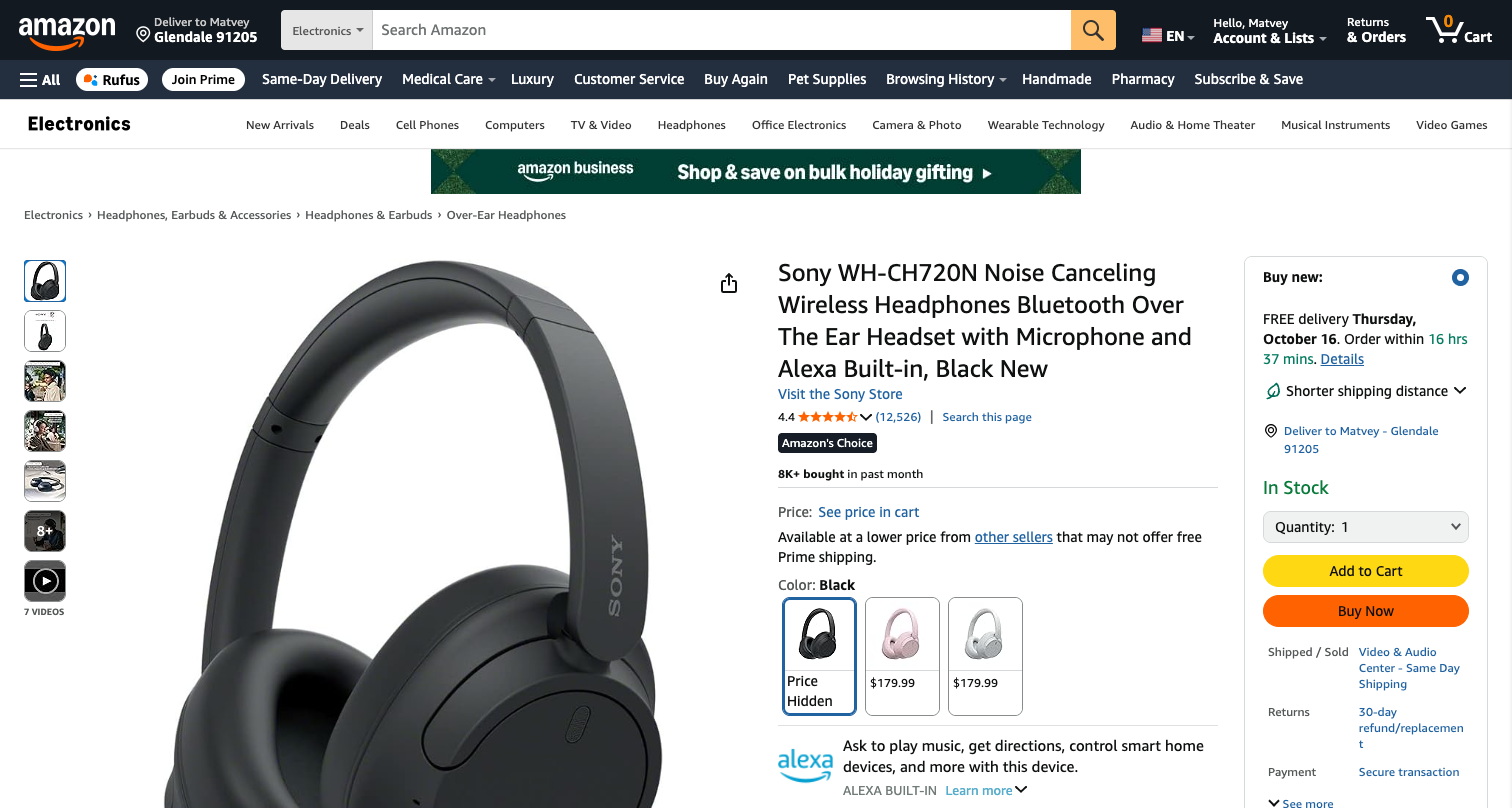 amazon
Deliver to Matvey
Glendale 91205
Electronics
Search Amazon
EN
Hello, Matvey
Account & Lists
Returns
& Orders
0
Cart
All
Rufus
Join Prime
Same-Day Delivery
Medical Care
Luxury
Customer Service
Buy Again
Pet Supplies
Browsing History
Handmade
Pharmacy
Subscribe & Save
Electronics
New Arrivals
Deals
Cell Phones
Computers
TV & Video
Headphones
Office Electronics
Camera & Photo
Wearable Technology
Audio & Home Theater
Musical Instruments
Video Games
amazon business
Shop & save on bulk holiday gifting ▸
Electronics › Headphones, Earbuds & Accessories › Headphones & Earbuds › Over-Ear Headphones
8+
7 VIDEOS
SONY
Sony WH-CH720N Noise Canceling
Wireless Headphones Bluetooth Over
The Ear Headset with Microphone and
Alexa Built-in, Black New
Visit the Sony Store
4.4 (12,526) | Search this page
Amazon's Choice
8K+ bought in past month
Price: See price in cart
Available at a lower price from other sellers that may not offer free
Prime shipping.
Color: Black
Price
Hidden
$179.99
$179.99
alexa
Ask to play music, get directions, control smart home
devices, and more with this device.
ALEXA BUILT-IN Learn more
Buy new:
FREE delivery Thursday,
October 16. Order within 16 hrs
37 mins. Details
Shorter shipping distance
Deliver to Matvey - Glendale
91205
In Stock
Quantity: 1
Add to Cart
Buy Now
Shipped / Sold
Video & Audio
Center - Same Day
Shipping
Returns
30-day
refund/replacemen
t
Payment
Secure transaction
See more